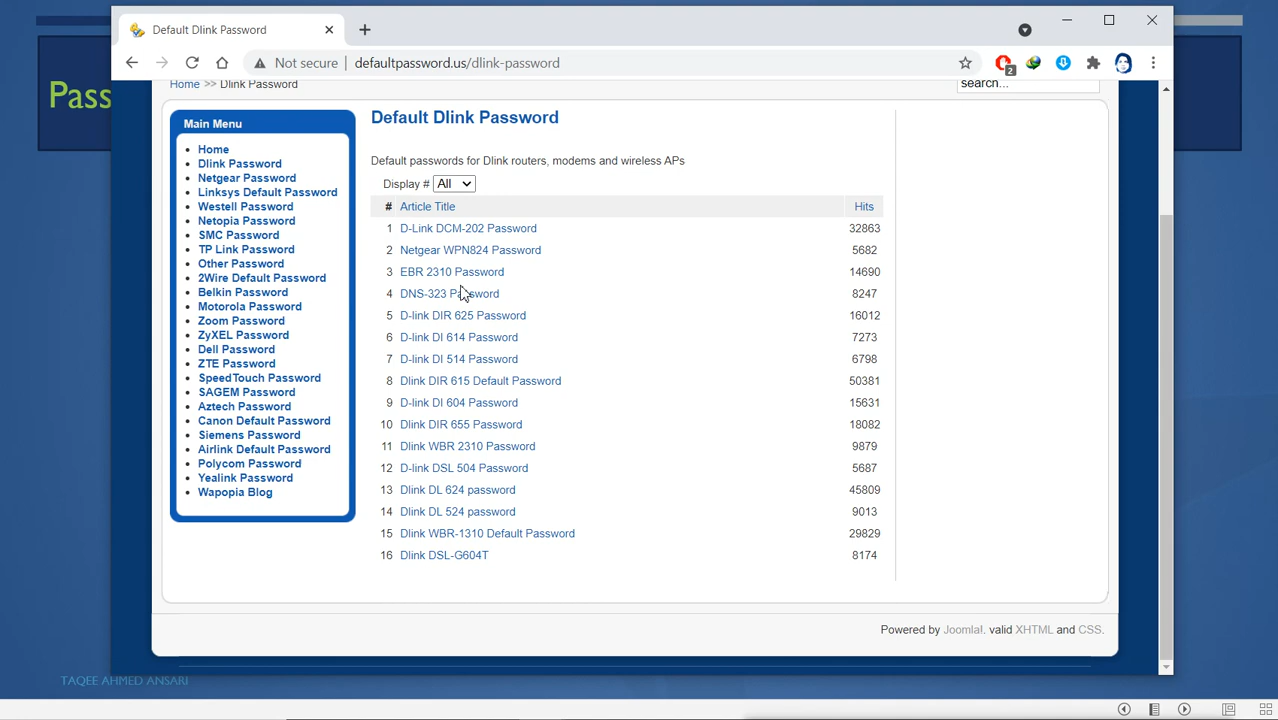 Default Dlink Password
Not secure | defaultpassword.us/dlink-password
2
Pass
Home >> Dlink Password
search...
Main Menu
Home
Dlink Password
Netgear Password
Linksys Default Password
Westell Password
Netopia Password
SMC Password
TP Link Password
Other Password
2Wire Default Password
Belkin Password
Motorola Password
Zoom Password
ZyXEL Password
Dell Password
ZTE Password
SpeedTouch Password
SAGEM Password
Aztech Password
Canon Default Password
Siemens Password
Airlink Default Password
Polycom Password
Yealink Password
Wapopia Blog
Default Dlink Password
Default passwords for Dlink routers, modems and wireless APs
Display # All
# Article Title Hits
1 D-Link DCM-202 Password 32863
2 Netgear WPN824 Password 5682
3 EBR 2310 Password 14690
4 DNS-323 Password 8247
5 D-link DIR 625 Password 16012
6 D-link DI 614 Password 7273
7 D-link DI 514 Password 6798
8 Dlink DIR 615 Default Password 50381
9 D-link DI 604 Password 15631
10 Dlink DIR 655 Password 18082
11 Dlink WBR 2310 Password 9879
12 D-link DSL 504 Password 5687
13 Dlink DL 624 password 45809
14 Dlink DL 524 password 9013
15 Dlink WBR-1310 Default Password 29829
16 Dlink DSL-G604T 8174
Powered by Joomla!. valid XHTML and CSS.
TAQEE AHMED ANSARI